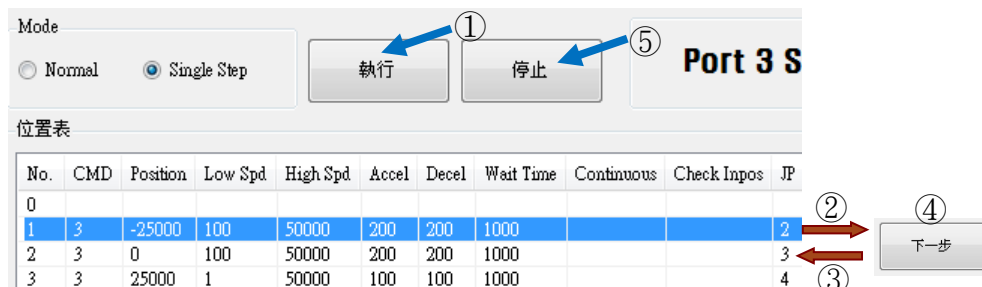 Mode
①
Normal
Single Step
執行
停止
⑤
Port 3 S
位置表
No. CMD Position Low Spd High Spd Accel Decel Wait Time Continuous Check Inpos JP
0
1 3 -25000 100 50000 200 200 1000 2
2 3 0 100 50000 200 200 1000 3
3 3 25000 1 50000 100 100 1000 4
②
④
下一步
③